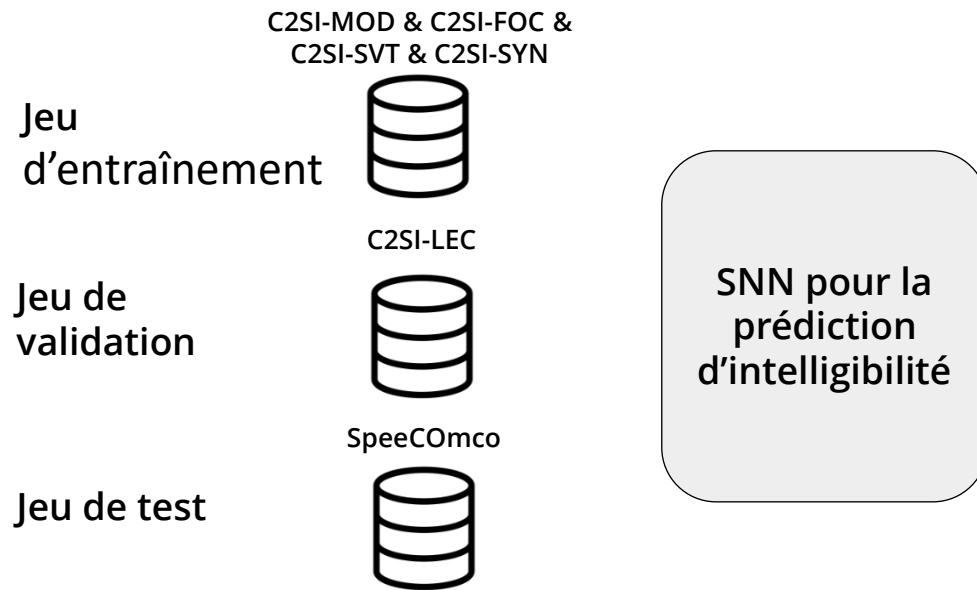 C2SI-MOD & C2SI-FOC &
C2SI-SVT & C2SI-SYN
Jeu
d’entraînement
C2SI-LEC
Jeu de
validation
SpeeCOmco
Jeu de test
SNN pour la
prédiction
d’intelligibilité